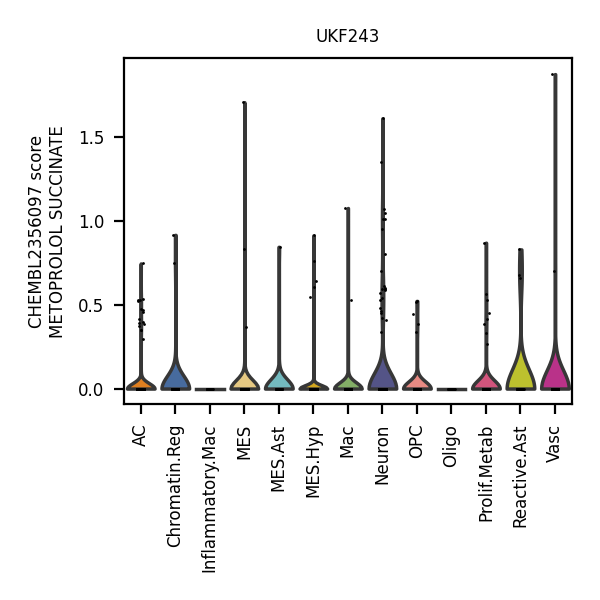 UKF243
CHEMBL2356097 score
METOPROLOL SUCCINATE
1.5
1.0
0.5
0.0
AC
Chromatin.Reg
Inflammatory.Mac
MES
MES.Ast
MES.Hyp
Mac
Neuron
OPC
Oligo
Prolif.Metab
Reactive.Ast
Vasc